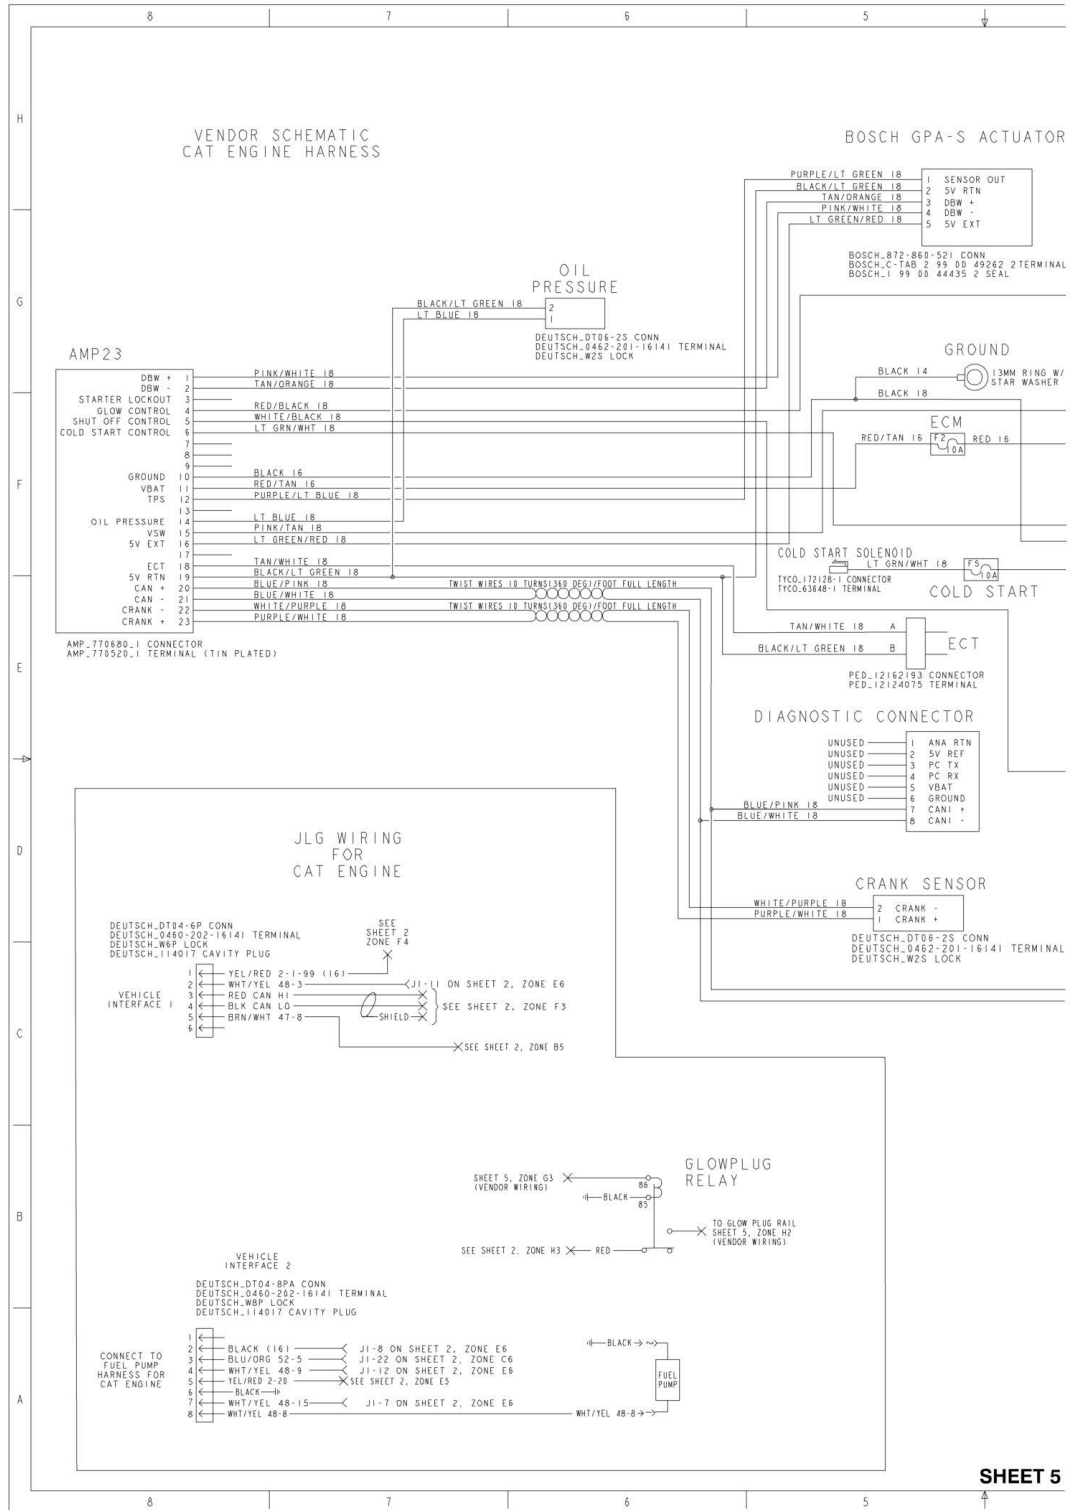 8 7 6 5
H
G
F
E
D
C
B
A
VENDOR SCHEMATIC
CAT ENGINE HARNESS
BOSCH GPA-S ACTUATOR
PURPLE/LT GREEN 18 1 SENSOR OUT
BLACK/LT GREEN 18 2 5V RTN
TAN/ORANGE 18 3 DBW +
PINK/WHITE 18 4 DBW -
LT GREEN/RED 18 5 5V EXT
BOSCH_872-860-521 CONN
BOSCH_C-TAB 2 99 DD 49262 2 TERMINAL
BOSCH_1 99 DD 44435 2 SEAL
OIL
PRESSURE
BLACK/LT GREEN 18 2
LT BLUE 18 1
DEUTSCH_DT06-2S CONN
DEUTSCH_0462-201-16141 TERMINAL
DEUTSCH_W2S LOCK
AMP23
DBW + 1 PINK/WHITE 18
DBW - 2 TAN/ORANGE 18
STARTER LOCKOUT 3
GLOW CONTROL 4 RED/BLACK 18
SHUT OFF CONTROL 5 WHITE/BLACK 18
COLD START CONTROL 6 LT GRN/WHT 18
7
8
9
GROUND 10 BLACK 16
VBAT 11 RED/TAN 16
TPS 12 PURPLE/LT BLUE 18
13
OIL PRESSURE 14 LT BLUE 18
VSW 15 PINK/TAN 18
5V EXT 16 LT GREEN/RED 18
17
ECT 18 TAN/WHITE 18
5V RTN 19 BLACK/LT GREEN 18
CAN + 20 BLUE/PINK 18
CAN - 21 BLUE/WHITE 18
CRANK - 22 WHITE/PURPLE 18
CRANK + 23 PURPLE/WHITE 18
TWIST WIRES 10 TURNS(360 DEG)/FOOT FULL LENGTH
TWIST WIRES 10 TURNS(360 DEG)/FOOT FULL LENGTH
AMP_770680_1 CONNECTOR
AMP_770520_1 TERMINAL (TIN PLATED)
GROUND
BLACK 14
13MM RING W/
STAR WASHER
BLACK 18
ECM
RED/TAN 16 F2 10A RED 16
COLD START SOLENOID
LT GRN/WHT 18 F5 10A
TYCO_172128-1 CONNECTOR
TYCO_63648-1 TERMINAL
COLD START
TAN/WHITE 18 A
BLACK/LT GREEN 18 B
ECT
PED_12162193 CONNECTOR
PED_12124075 TERMINAL
DIAGNOSTIC CONNECTOR
UNUSED 1 ANA RTN
UNUSED 2 5V REF
UNUSED 3 PC TX
UNUSED 4 PC RX
UNUSED 5 VBAT
UNUSED 6 GROUND
BLUE/PINK 18 7 CAN1 +
BLUE/WHITE 18 8 CAN1 -
CRANK SENSOR
WHITE/PURPLE 18 2 CRANK -
PURPLE/WHITE 18 1 CRANK +
DEUTSCH_DT06-2S CONN
DEUTSCH_0462-201-16141 TERMINAL
DEUTSCH_W2S LOCK
JLG WIRING
FOR
CAT ENGINE
DEUTSCH_DT04-6P CONN
DEUTSCH_0460-202-16141 TERMINAL
DEUTSCH_W6P LOCK
DEUTSCH_114017 CAVITY PLUG
SEE
SHEET 2
ZONE F4
VEHICLE
INTERFACE 1
1 YEL/RED 2-1-99 (16)
2 WHT/YEL 48-3 J1-11 ON SHEET 2, ZONE E6
3 RED CAN HI
4 BLK CAN LO SEE SHEET 2, ZONE F3
5 BRN/WHT 47-8 SHIELD
6
SEE SHEET 2, ZONE B5
GLOWPLUG
RELAY
SHEET 5, ZONE G3
(VENDOR WIRING)
86
BLACK
85
TO GLOW PLUG RAIL
SHEET 5, ZONE H2
(VENDOR WIRING)
SEE SHEET 2, ZONE H3 RED
VEHICLE
INTERFACE 2
DEUTSCH_DT04-8PA CONN
DEUTSCH_0460-202-16141 TERMINAL
DEUTSCH_W8P LOCK
DEUTSCH_114017 CAVITY PLUG
CONNECT TO
FUEL PUMP
HARNESS FOR
CAT ENGINE
1
2 BLACK (16) J1-8 ON SHEET 2, ZONE E6
3 BLU/ORG 52-5 J1-22 ON SHEET 2, ZONE C6
4 WHT/YEL 48-9 J1-12 ON SHEET 2, ZONE E6
5 YEL/RED 2-20 SEE SHEET 2, ZONE E5
6 BLACK
7 WHT/YEL 48-15 J1-7 ON SHEET 2, ZONE E6
8 WHT/YEL 48-8 WHT/YEL 48-8
BLACK
FUEL
PUMP
SHEET 5
8 7 6 5